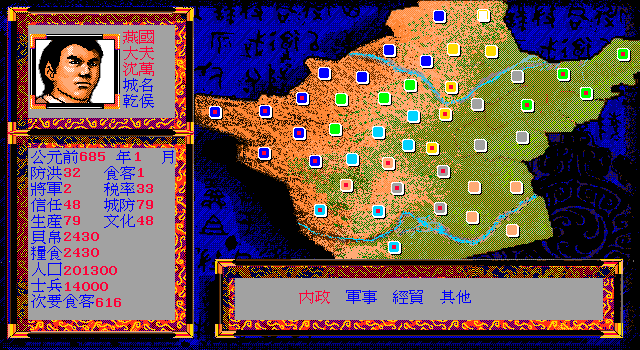 燕國
大夫
沈萬
城名
乾侯
公元前685 年1 月
防洪32 食客1
將軍2 稅率33
信任48 城防79
生產79 文化48
貝帛2430
糧食2430
人口201300
士兵14000
次要食客616
內政 軍事 經貿 其他